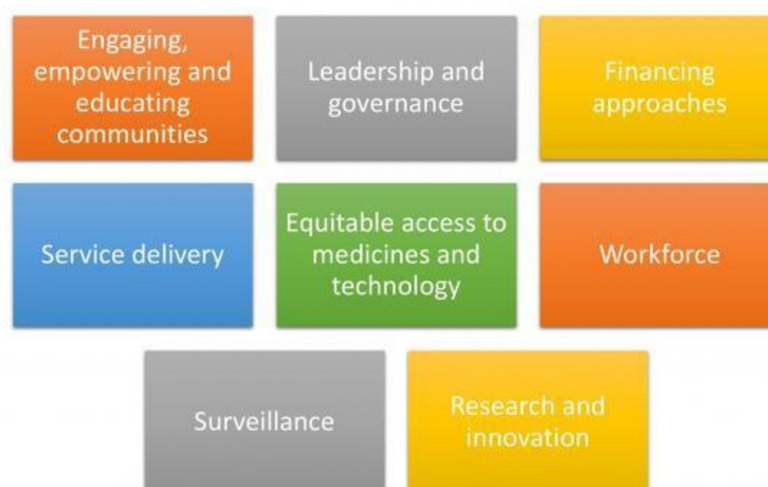 Engaging,
empowering and
educating
communities
Leadership and
governance
Financing
approaches
Service delivery
Equitable access to
medicines and
technology
Workforce
Surveillance
Research and
innovation